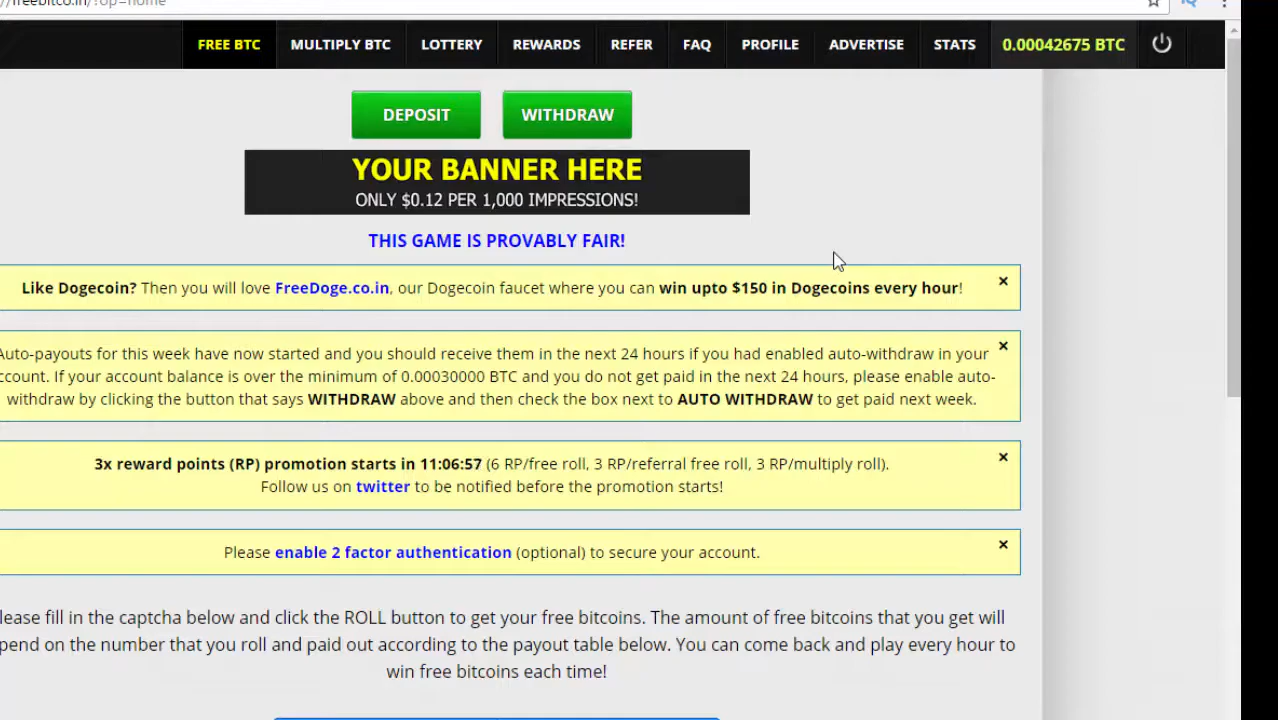 //freebitco.in/?op=home
FREE BTC MULTIPLY BTC LOTTERY REWARDS REFER FAQ PROFILE ADVERTISE STATS 0.00042675 BTC
DEPOSIT WITHDRAW
YOUR BANNER HERE
ONLY $0.12 PER 1,000 IMPRESSIONS!
THIS GAME IS PROVABLY FAIR!
Like Dogecoin? Then you will love FreeDoge.co.in, our Dogecoin faucet where you can win upto $150 in Dogecoins every hour!
Auto-payouts for this week have now started and you should receive them in the next 24 hours if you had enabled auto-withdraw in your
ccount. If your account balance is over the minimum of 0.00030000 BTC and you do not get paid in the next 24 hours, please enable auto-
withdraw by clicking the button that says WITHDRAW above and then check the box next to AUTO WITHDRAW to get paid next week.
3x reward points (RP) promotion starts in 11:06:57 (6 RP/free roll, 3 RP/referral free roll, 3 RP/multiply roll).
Follow us on twitter to be notified before the promotion starts!
Please enable 2 factor authentication (optional) to secure your account.
lease fill in the captcha below and click the ROLL button to get your free bitcoins. The amount of free bitcoins that you get will
pend on the number that you roll and paid out according to the payout table below. You can come back and play every hour to
win free bitcoins each time!